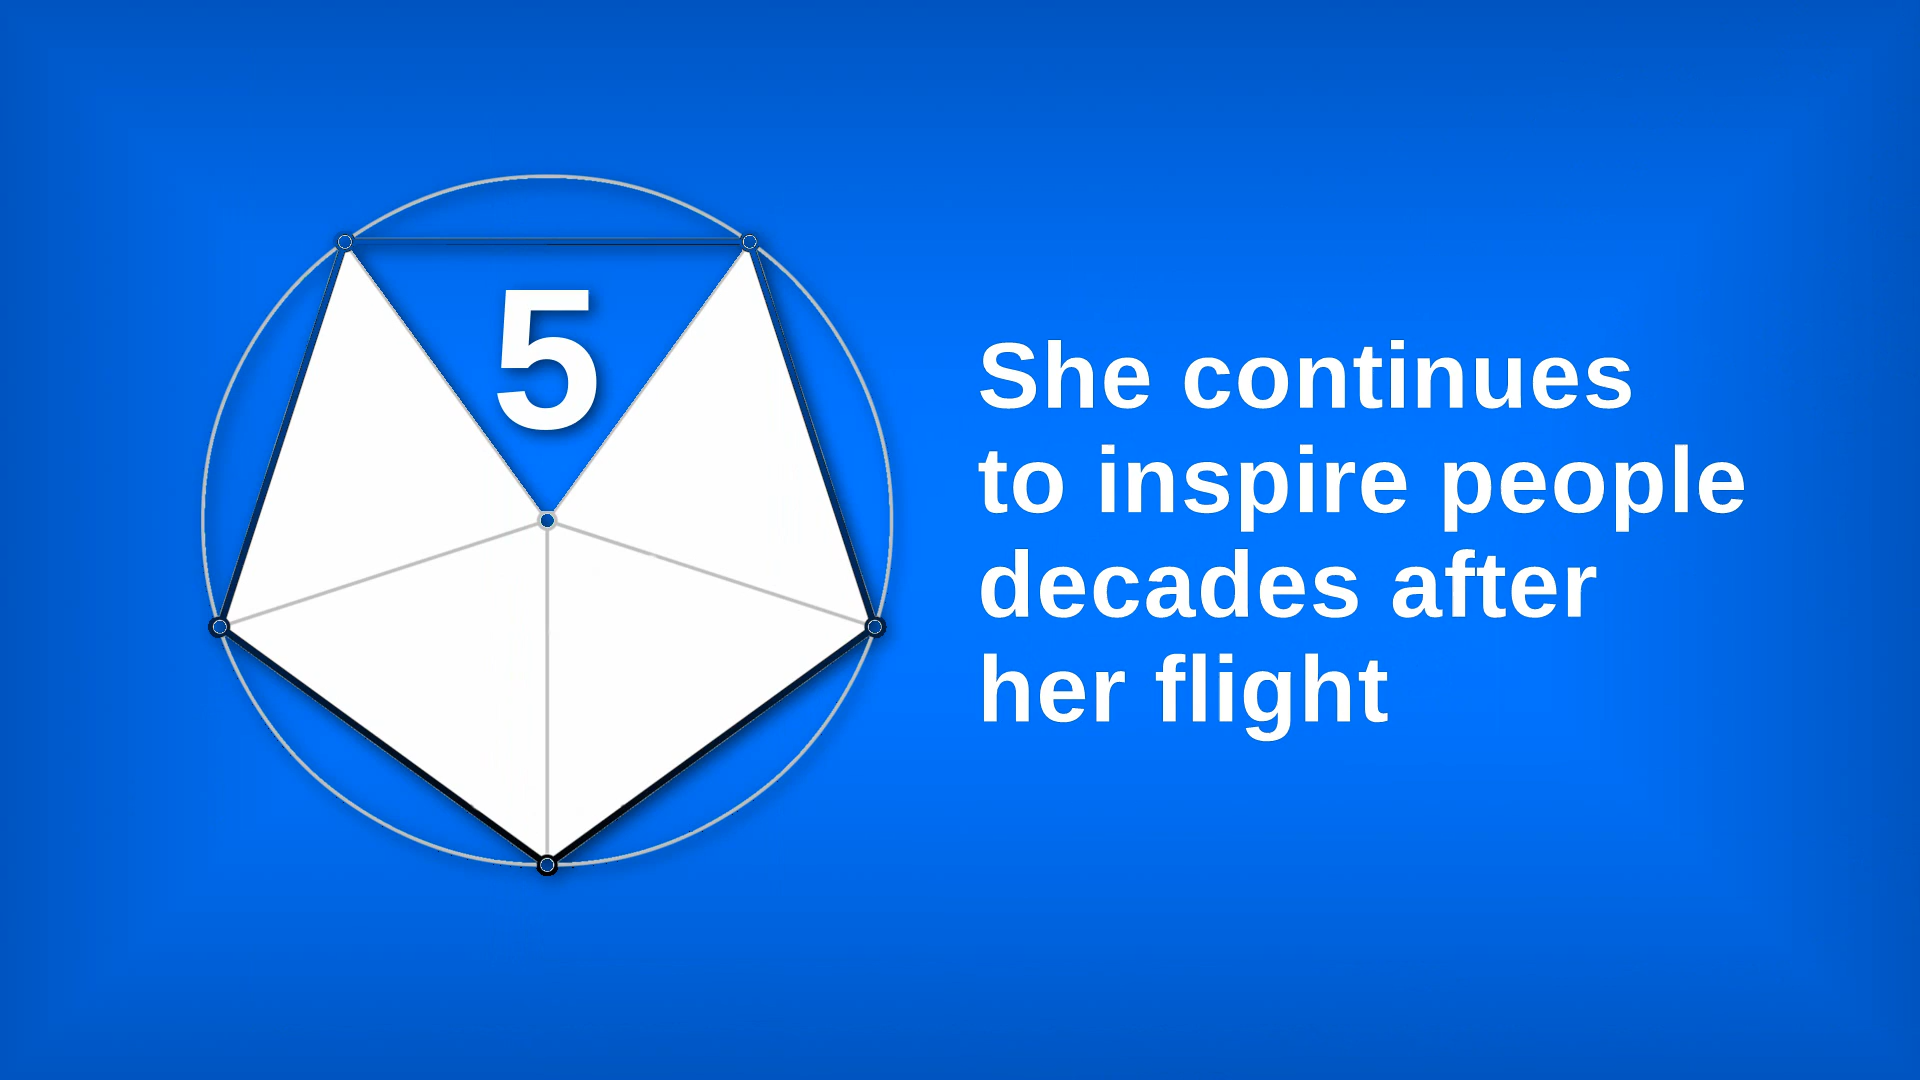 5
She continues
to inspire people
decades after
her flight